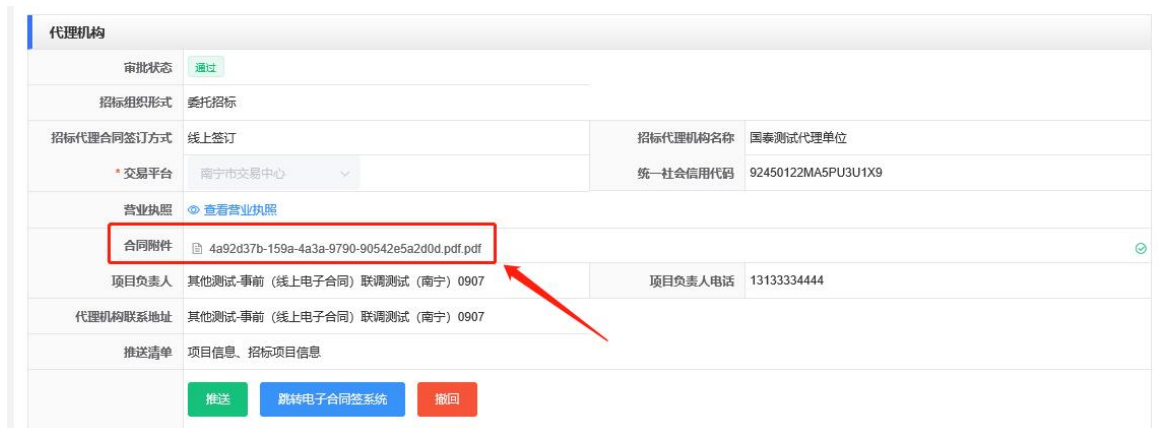 代理机构
审批状态 通过
招标组织形式 委托招标
招标代理合同签订方式 线上签订 招标代理机构名称 国泰测试代理单位
* 交易平台 南宁市交易中心 统一社会信用代码 92450122MA5PU3U1X9
营业执照 查看营业执照
合同附件 4a92d37b-159a-4a3a-9790-90542e5a2d0d.pdf.pdf
项目负责人 其他测试-事前（线上电子合同）联调测试（南宁）0907 项目负责人电话 13133334444
代理机构联系地址 其他测试-事前（线上电子合同）联调测试（南宁）0907
推送清单 项目信息、招标项目信息
推送 跳转电子合同签系统 撤回